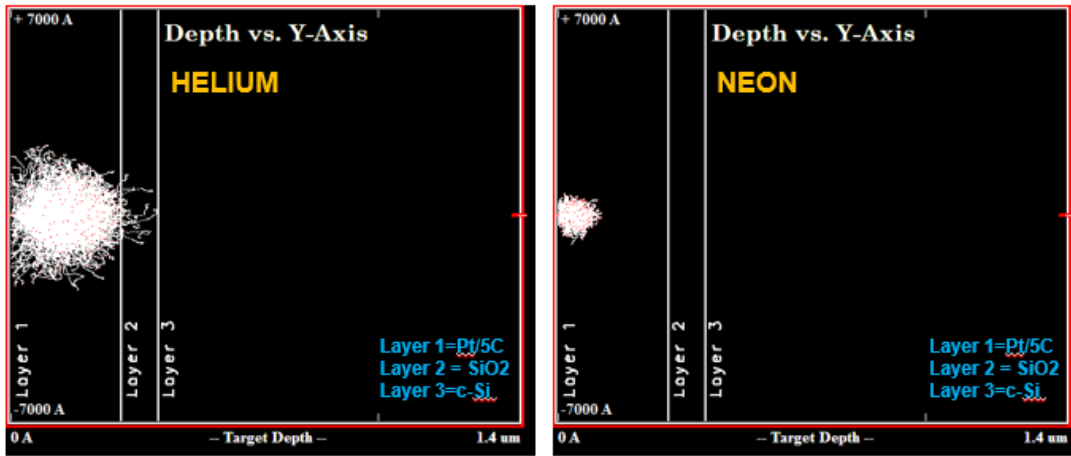 + 7000 A
Depth vs. Y-Axis
HELIUM
Layer 1
Layer 2
Layer 3
Layer 1=Pt/5C
Layer 2 = SiO2
Layer 3=c-Si
-7000 A
0 A
-- Target Depth --
1.4 um
+ 7000 A
Depth vs. Y-Axis
NEON
Layer 1
Layer 2
Layer 3
Layer 1=Pt/5C
Layer 2 = SiO2
Layer 3=c-Si
-7000 A
0 A
-- Target Depth --
1.4 um